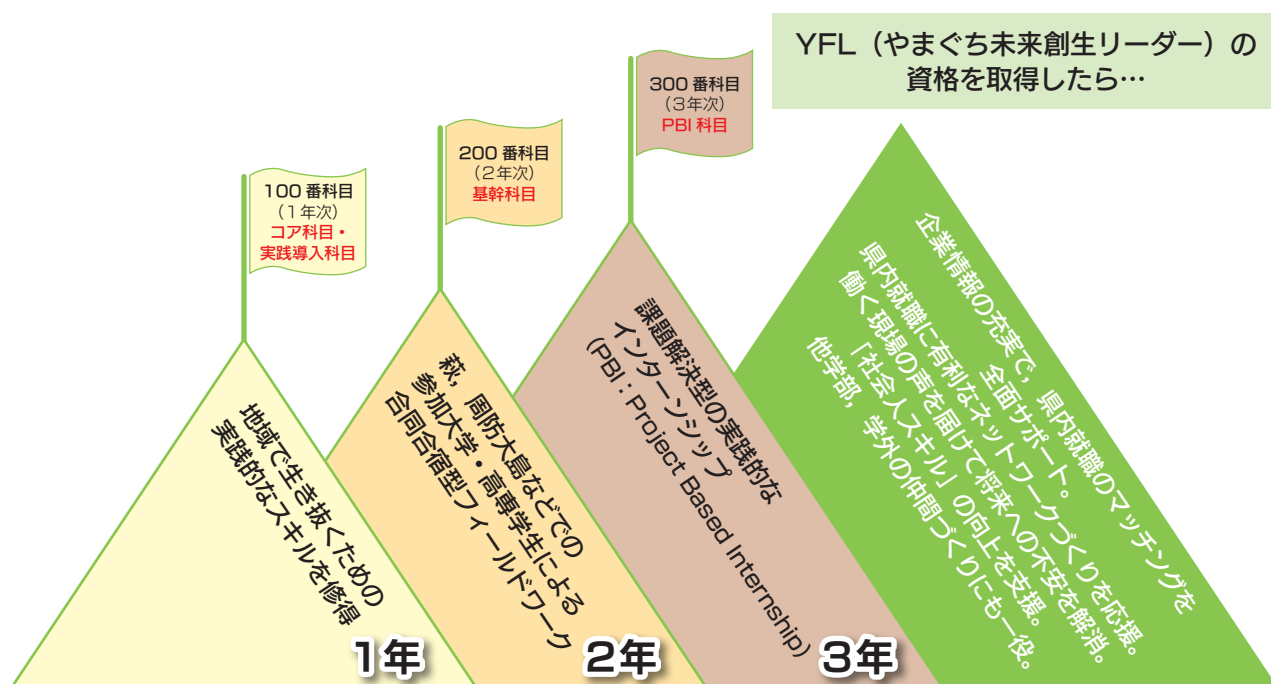 YFL（やまぐち未来創生リーダー）の
資格を取得したら…
100 番科目
（１年次）
コア科目・
実践導入科目
200 番科目
（２年次）
基幹科目
300 番科目
（３年次）
PBI 科目
地域で生き抜くための
実践的なスキルを修得
1年
萩，周防大島などでの
参加大学・高専学生による
合同合宿型フィールドワーク
2年
課題解決型の実践的な
インターンシップ
（PBI：Project Based Internship）
3年
企業情報の充実で，県内就職のマッチングを
全面サポート。
県内就職に有利なネットワークづくりを応援。
働く現場の声を届けて将来への不安を解消。
「社会人スキル」の向上を支援。
他学部，学外の仲間づくりにも一役。